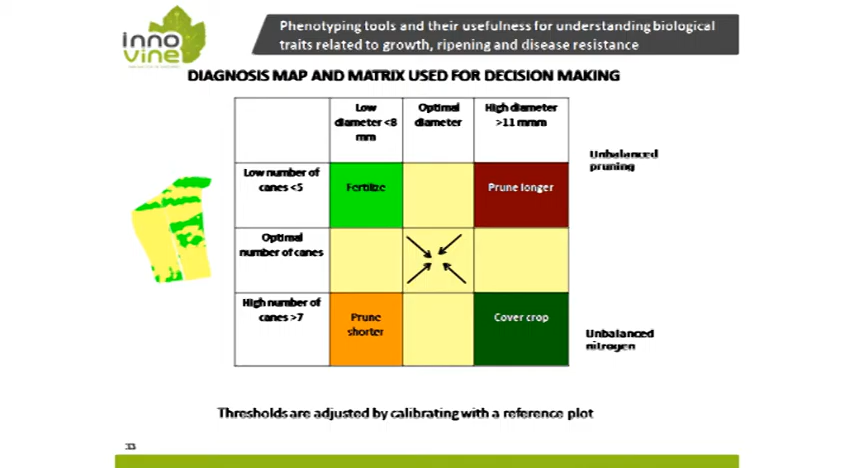 inno
vine
Phenotyping tools and their usefulness for understanding biological
traits related to growth, ripening and disease resistance
DIAGNOSIS MAP AND MATRIX USED FOR DECISION MAKING
Low
diameter <8
mm
Optimal
diameter
High diameter
>11 mmm
Unbalanced
pruning
Low number of
canes <5
Fertilize
Prune longer
Optimal
number of canes
High number of
canes >7
Prune
shorter
Cover crop
Unbalanced
nitrogen
Thresholds are adjusted by calibrating with a reference plot
33